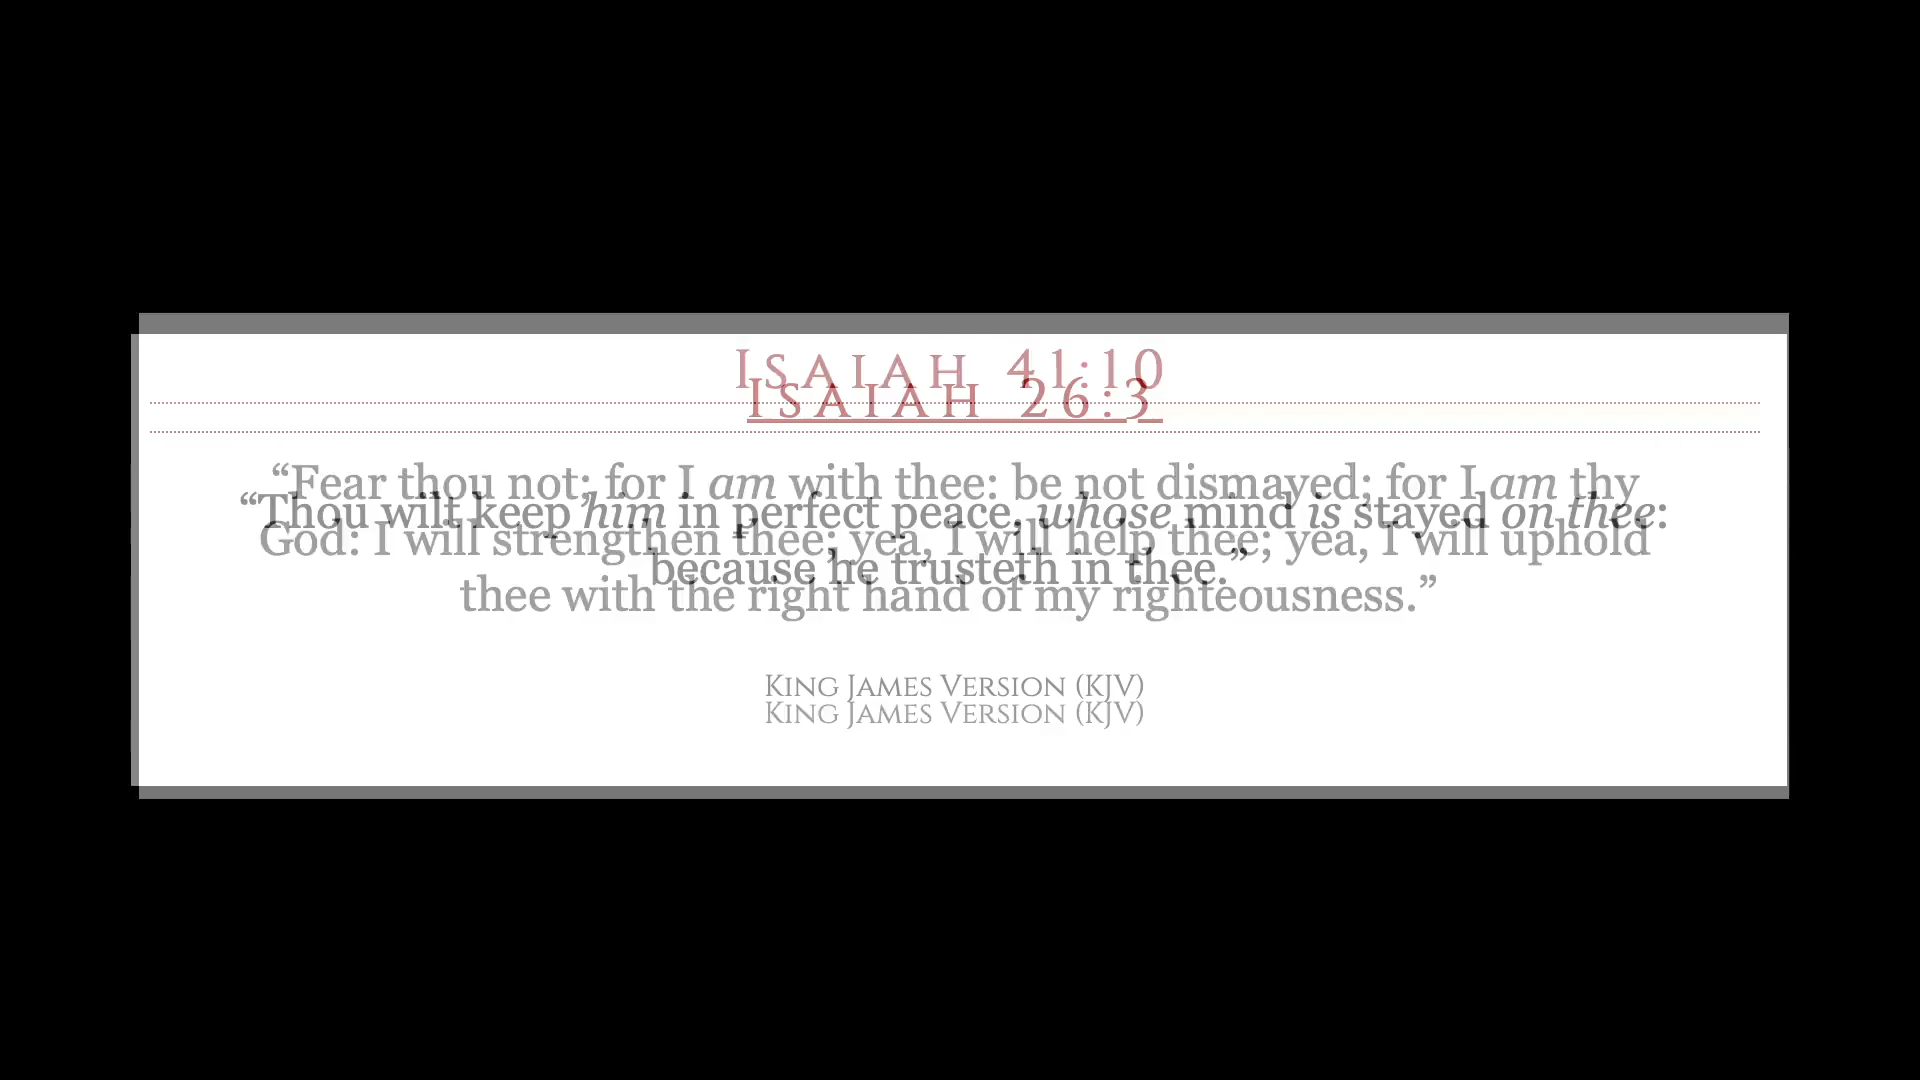 Isaiah 41:10
Isaiah 26:3
“Fear thou not; for I am with thee: be not dismayed; for I am thy
“Thou wilt keep him in perfect peace, whose mind is stayed on thee:
God: I will strengthen thee; yea, I will help thee; yea, I will uphold
because he trusteth in thee.”
thee with the right hand of my righteousness.”
King James Version (KJV)
King James Version (KJV)